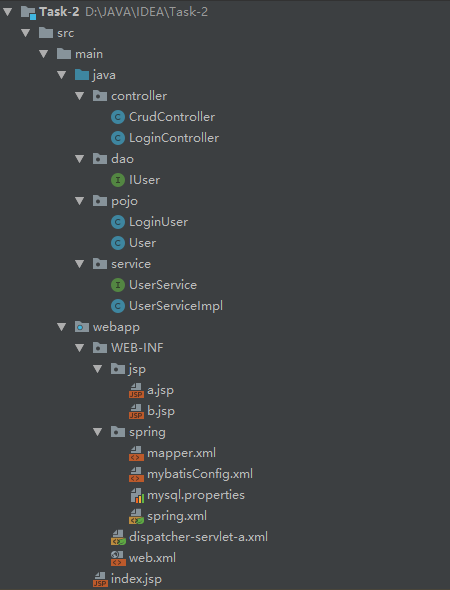 Task-2 D:\JAVA\IDEA\Task-2
src
main
java
controller
CrudController
LoginController
dao
IUser
pojo
LoginUser
User
service
UserService
UserServiceImpl
webapp
WEB-INF
jsp
a.jsp
b.jsp
spring
mapper.xml
mybatisConfig.xml
mysql.properties
spring.xml
dispatcher-servlet-a.xml
web.xml
index.jsp